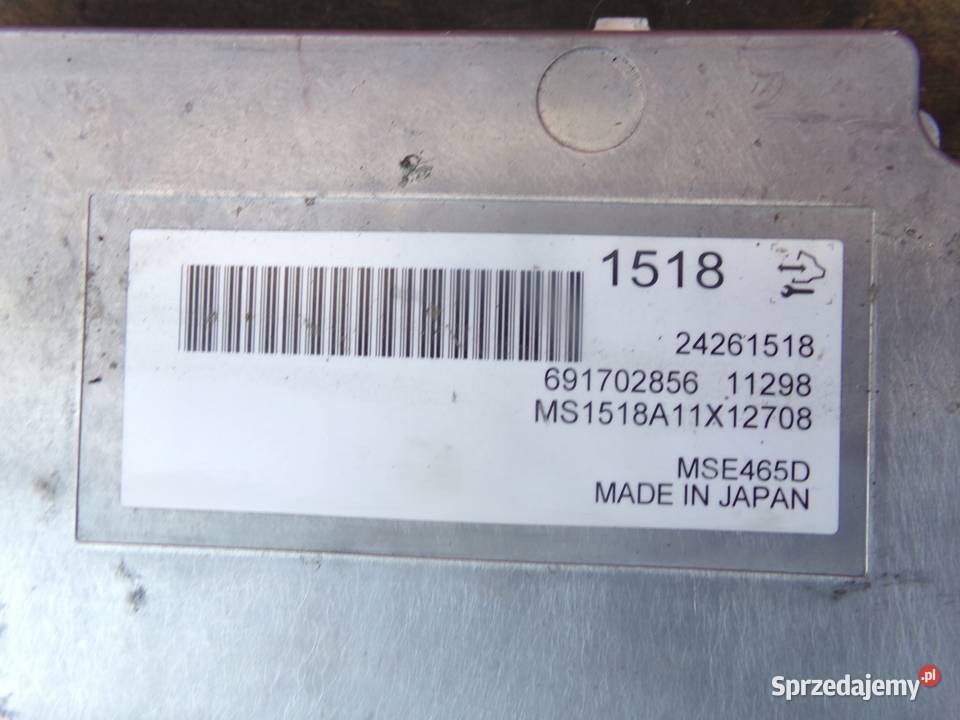 1518
24261518
691702856 11298
MS1518A11X12708
MSE465D
MADE IN JAPAN
Sprzedajemy.pl